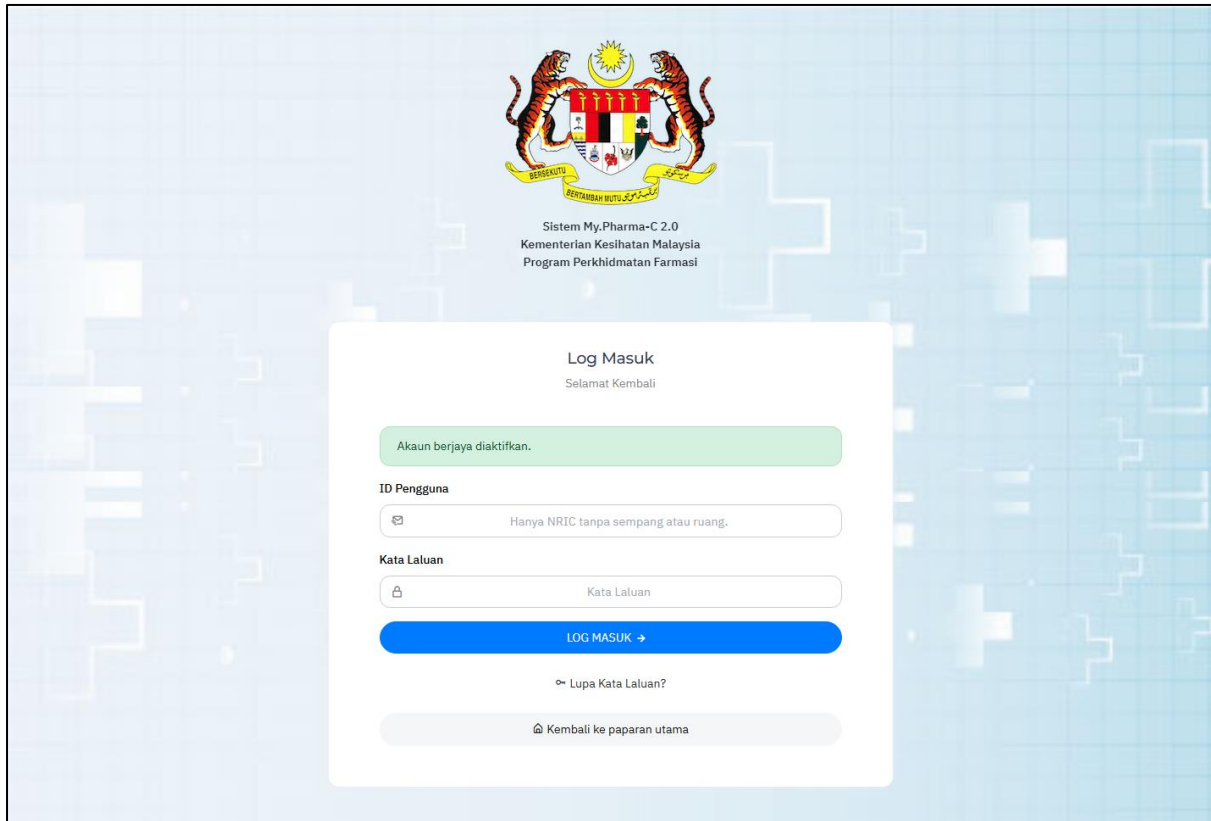 BERSEKUTU
BERTAMBAH MUTU
Sistem My.Pharma-C 2.0
Kementerian Kesihatan Malaysia
Program Perkhidmatan Farmasi
Log Masuk
Selamat Kembali
Akaun berjaya diaktifkan.
ID Pengguna
Hanya NRIC tanpa sempang atau ruang.
Kata Laluan
Kata Laluan
LOG MASUK →
Lupa Kata Laluan?
Kembali ke paparan utama